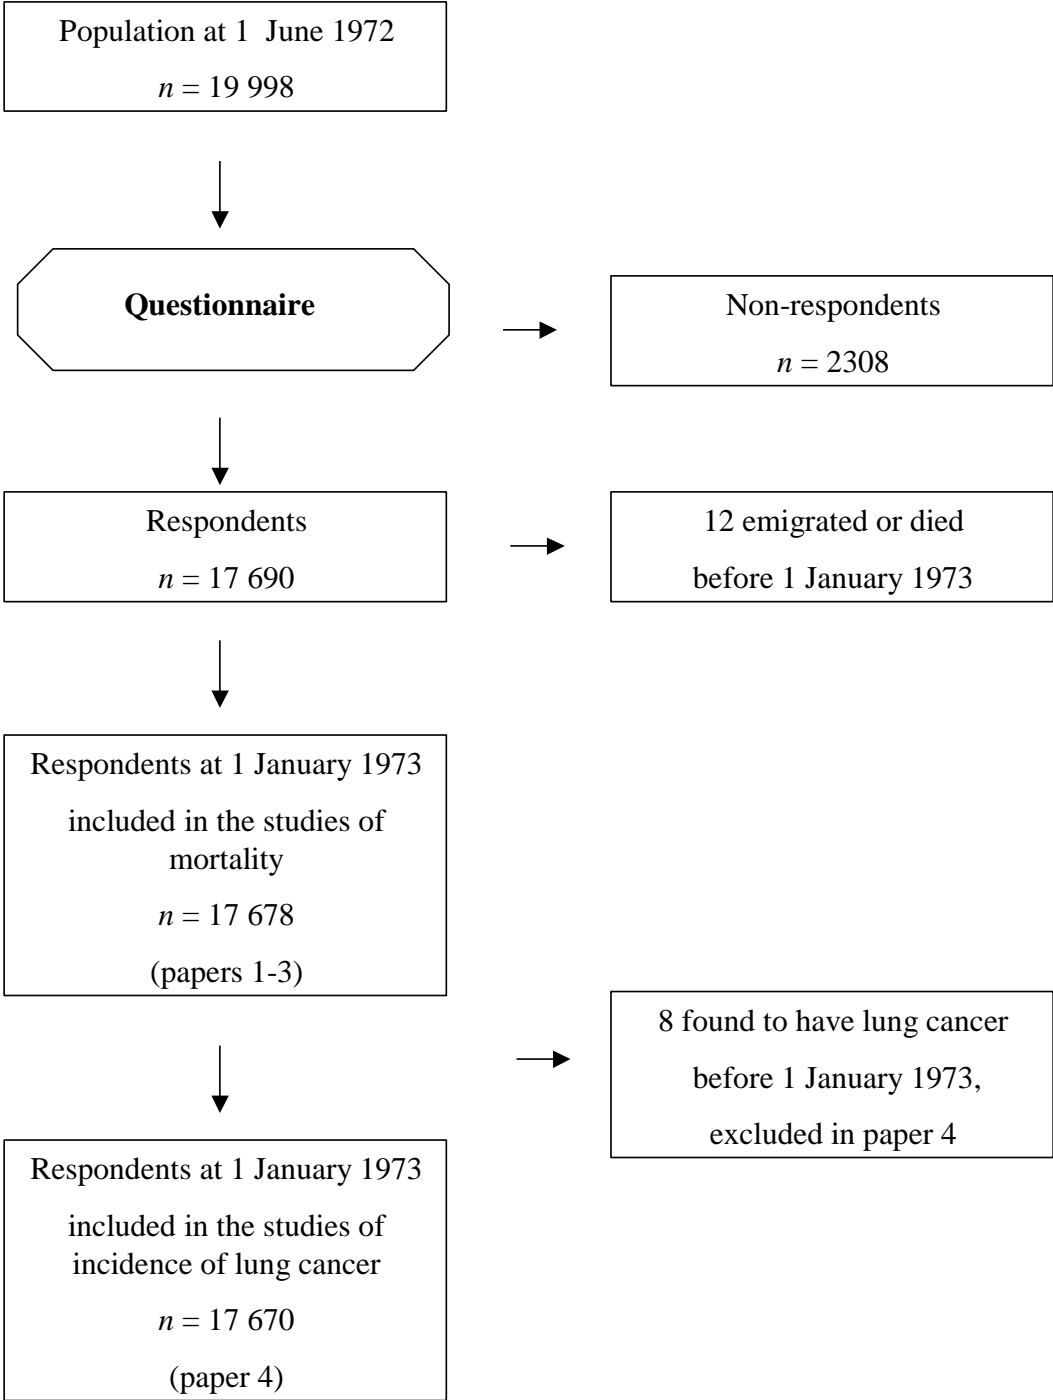 Population at 1 June 1972
n = 19 998
Questionnaire
Non-respondents
n = 2308
Respondents
n = 17 690
12 emigrated or died
before 1 January 1973
Respondents at 1 January 1973
included in the studies of
mortality
n = 17 678
(papers 1-3)
8 found to have lung cancer
before 1 January 1973,
excluded in paper 4
Respondents at 1 January 1973
included in the studies of
incidence of lung cancer
n = 17 670
(paper 4)